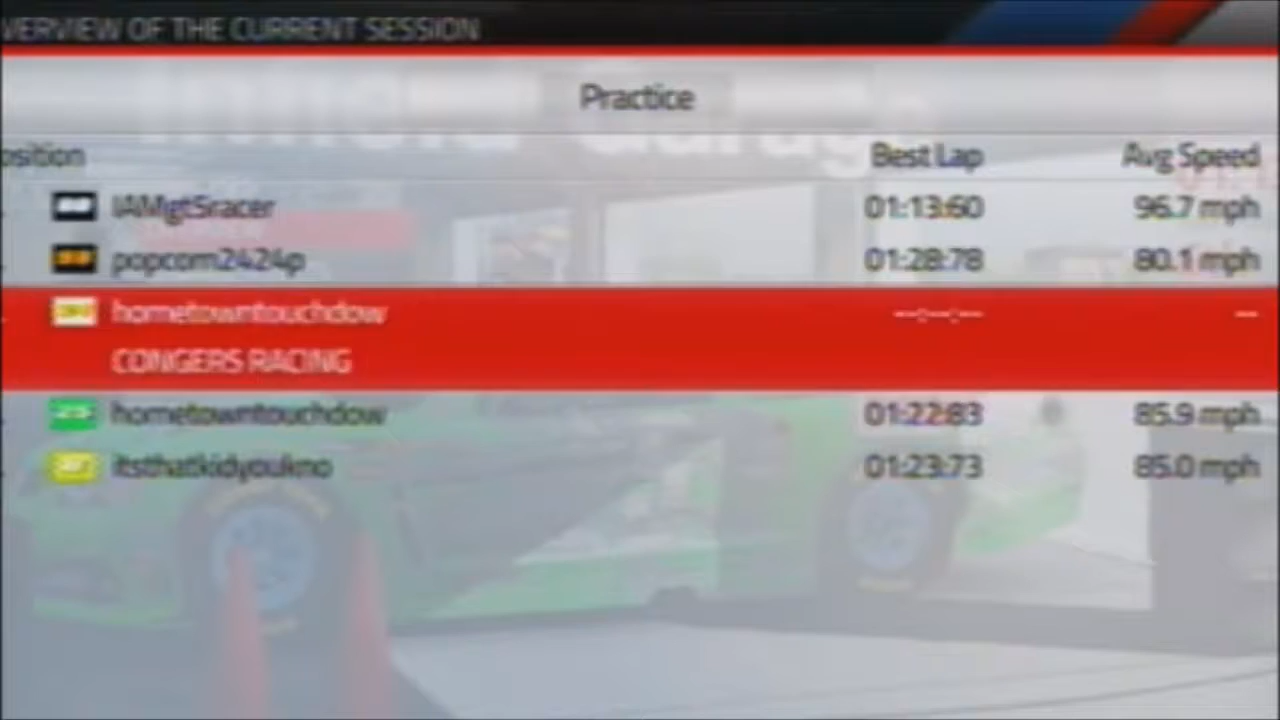 VERVIEW OF THE CURRENT SESSION
Practice
osition Best Lap Avg Speed
IAMgt5racer 01:13:60 96.7 mph
popcorn2424p 01:28:78 80.1 mph
hometowntouchdow --:--:-- --
CONGERS RACING
hometowntouchdow 01:22:83 85.9 mph
itsthatkidyoukno 01:23:73 85.0 mph